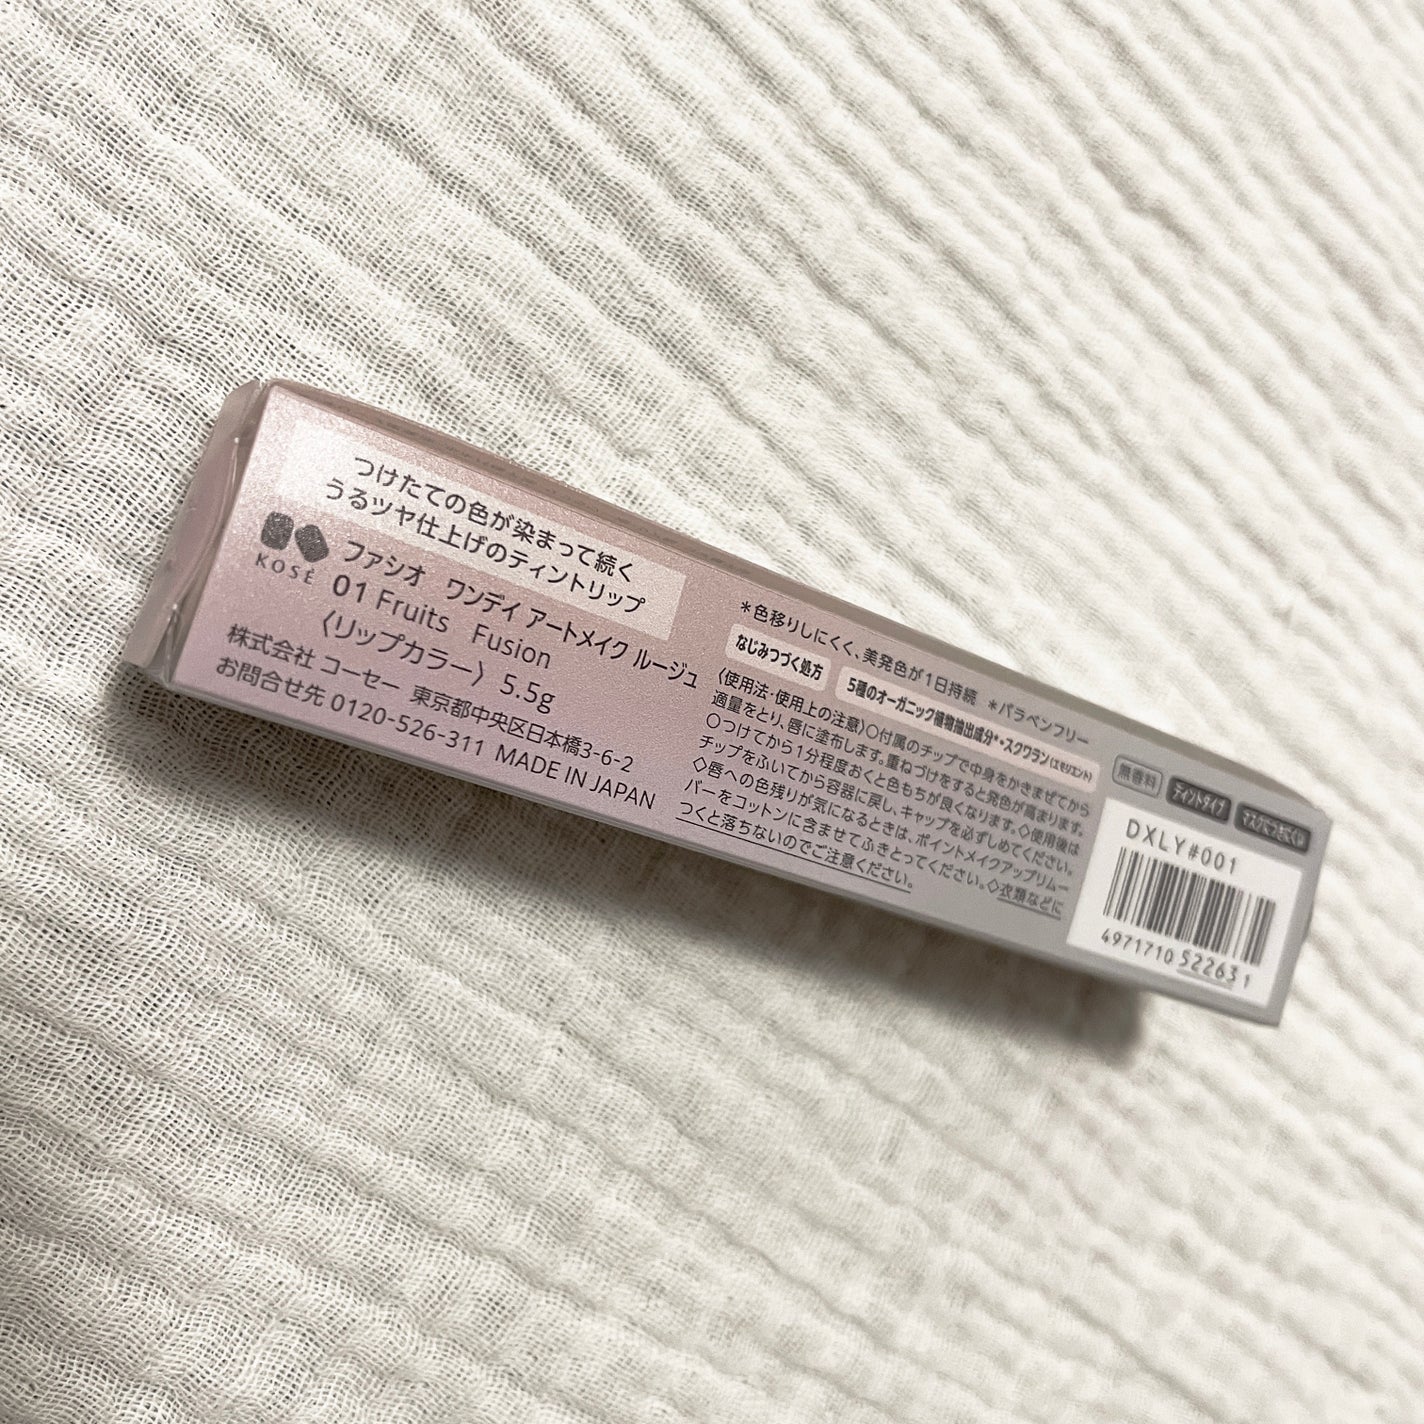 つけたての色が染まって続く
うるツヤ仕上げのティントリップ
KOSÉ
ファシオ ワンデイ アートメイク ルージュ
01 Fruits Fusion
〈リップカラー〉 5.5g
株式会社 コーセー 東京都中央区日本橋3-6-2
お問合せ先 0120-526-311 MADE IN JAPAN
＊色移りしにくく、美発色が1日持続 ＊パラベンフリー
なじみつづく処方
5種のオーガニック植物抽出成分*・スクワラン(エモリエント)
〈使用法・使用上の注意〉○付属のチップで中身をかきまぜてから
適量をとり、唇に塗布します。重ねづけをすると発色が高まります。
○つけてから1分程度おくと色もちが良くなります。◇使用後は
チップをふいてから容器に戻し、キャップを必ずしめてください。
◇唇への色残りが気になるときは、ポイントメイクアップリムー
バーをコットンに含ませてふきとってください。◇衣類などに
つくと落ちないのでご注意ください。
無香料
ティントタイプ
マスクにつきにくい
DXLY#001
4971710 522631